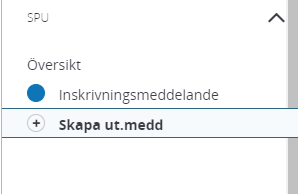 SPU
Översikt
Inskrivningsmeddelande
Skapa ut.medd